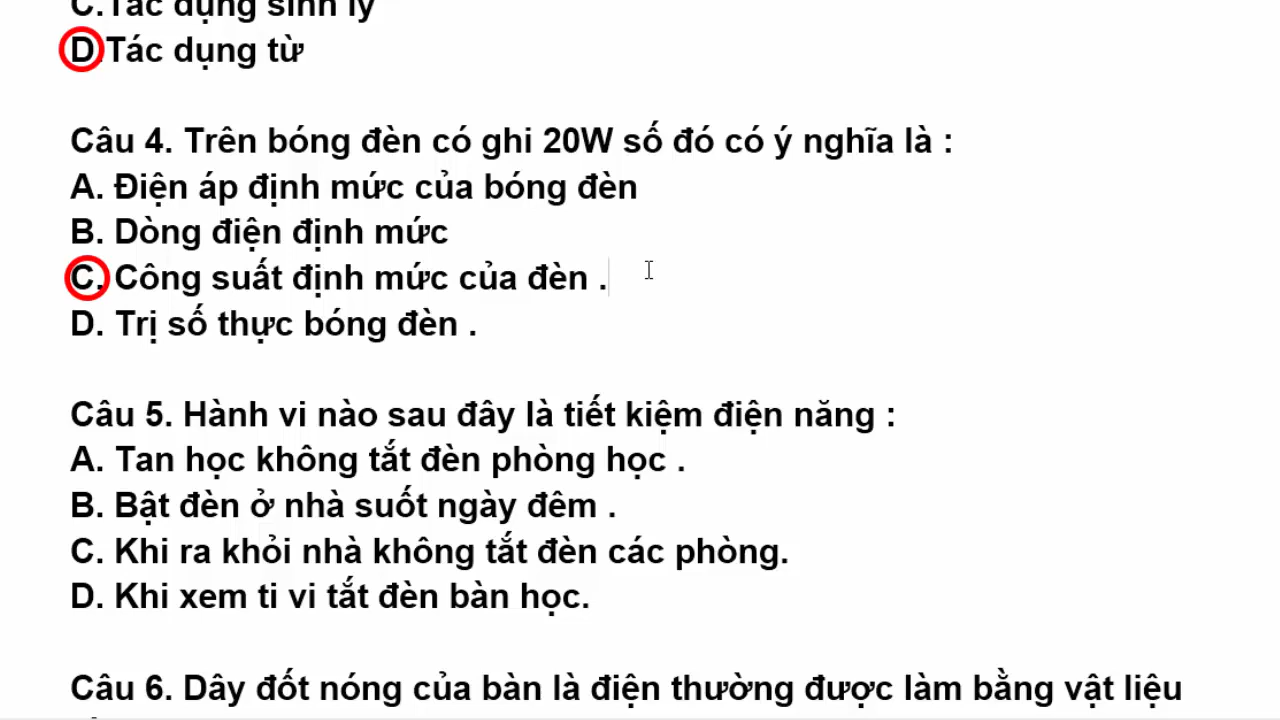 C.Tác dụng sinh lý
D.Tác dụng từ
Câu 4. Trên bóng đèn có ghi 20W số đó có ý nghĩa là :
A. Điện áp định mức của bóng đèn
B. Dòng điện định mức
C. Công suất định mức của đèn .
D. Trị số thực bóng đèn .
Câu 5. Hành vi nào sau đây là tiết kiệm điện năng :
A. Tan học không tắt đèn phòng học .
B. Bật đèn ở nhà suốt ngày đêm .
C. Khi ra khỏi nhà không tắt đèn các phòng.
D. Khi xem ti vi tắt đèn bàn học.
Câu 6. Dây đốt nóng của bàn là điện thường được làm bằng vật liệu